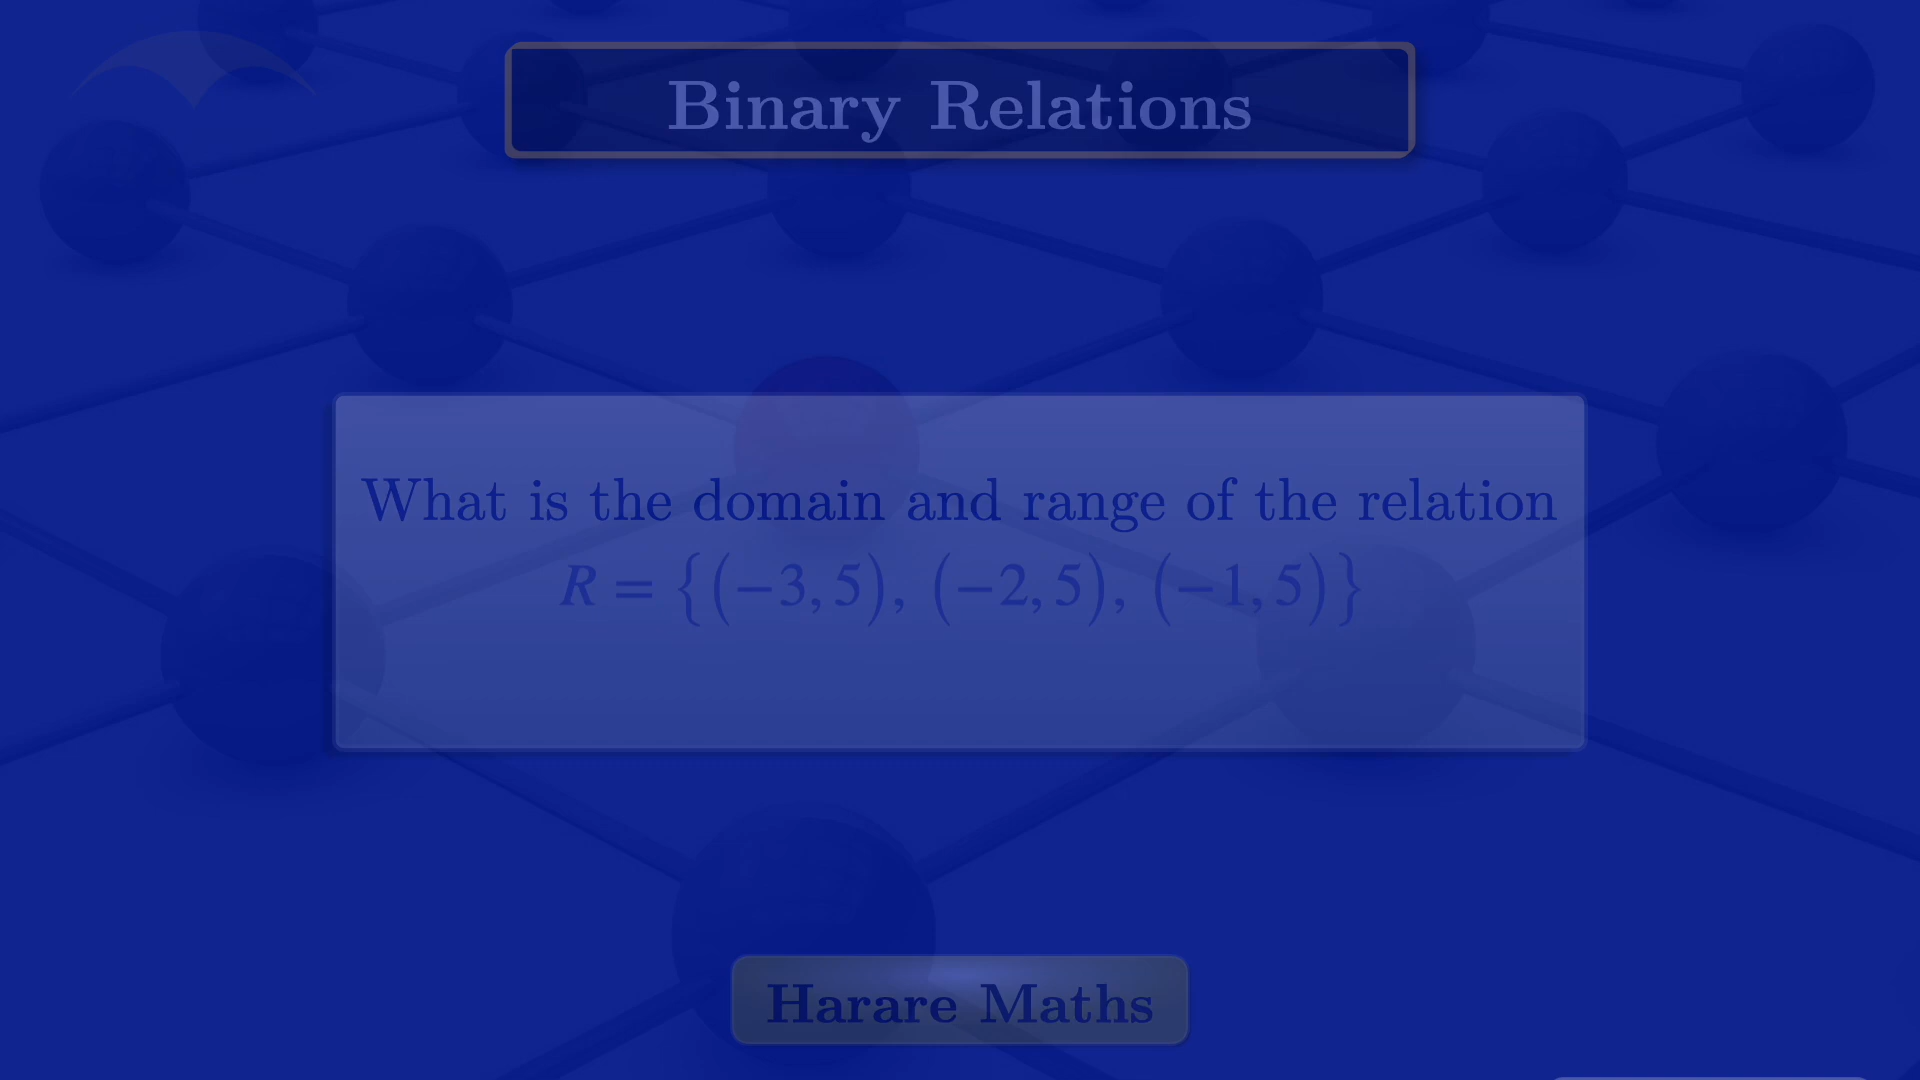 Binary Relations
What is the domain and range of the relation
R = {(−3, 5), (−2, 5), (−1, 5)}
Harare Maths